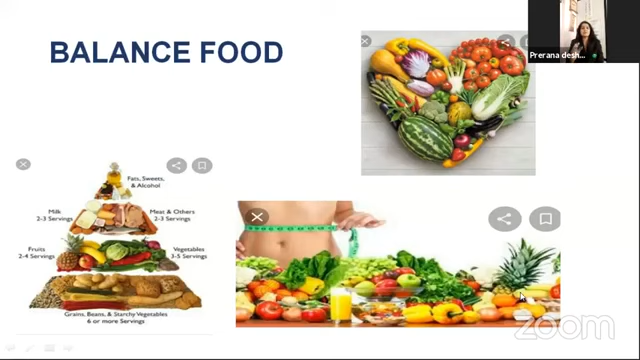 BALANCE FOOD
Prerana desh...
Fats, Sweets,
& Alcohol
Milk
2-3 Servings
Meat & Others
2-3 Servings
Fruits
2-4 Servings
Vegetables
3-5 Servings
Grains, Beans, & Starchy Vegetables
6 or more Servings
zoom